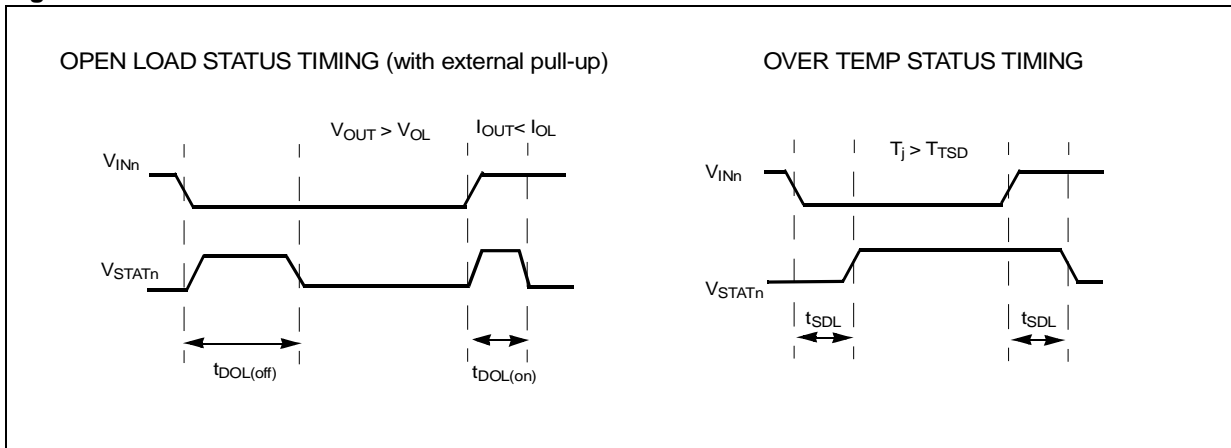 OPEN LOAD STATUS TIMING (with external pull-up)
V_OUT > V_OL
I_OUT < I_OL
V_INn
V_STATn
t_DOL(off)
t_DOL(on)
OVER TEMP STATUS TIMING
T_j > T_TSD
V_INn
V_STATn
t_SDL
t_SDL